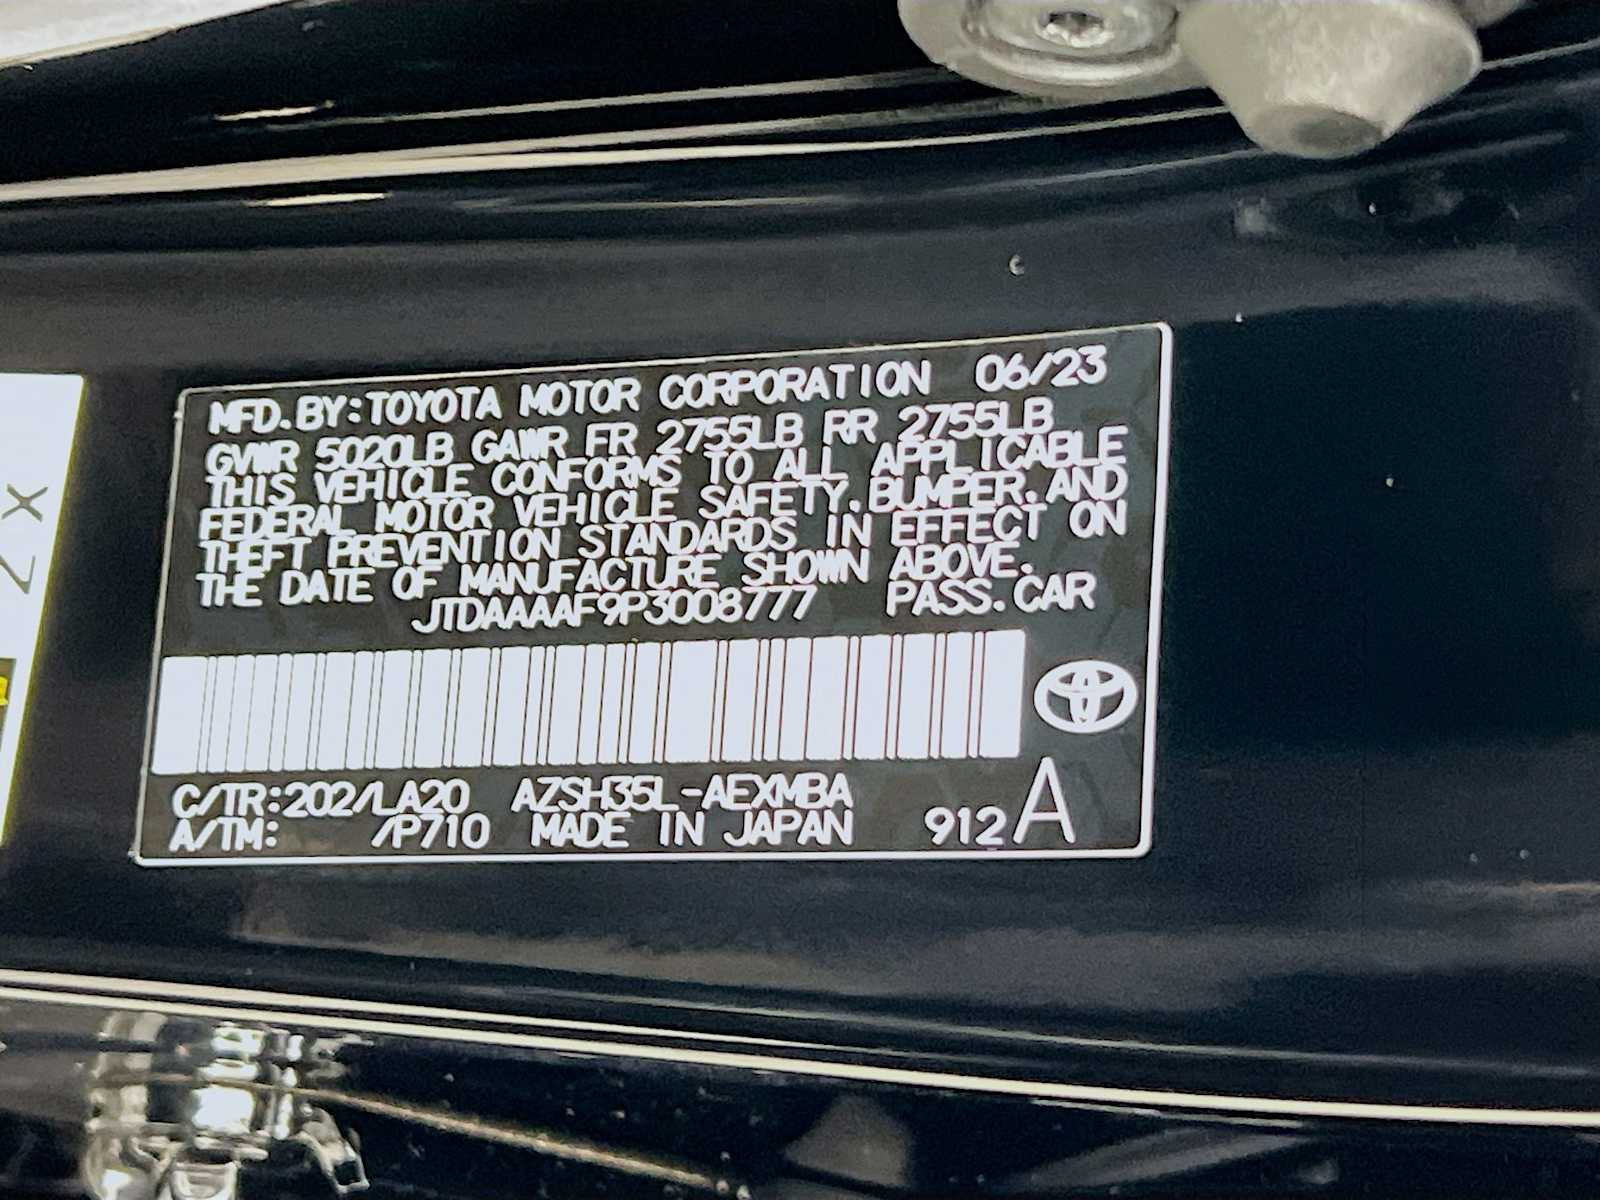 MFD.BY:TOYOTA MOTOR CORPORATION 06/23
GVWR 5020LB GAWR FR 2755LB RR 2755LB
THIS VEHICLE CONFORMS TO ALL APPLICABLE
FEDERAL MOTOR VEHICLE SAFETY,BUMPER,AND
THEFT PREVENTION STANDARDS IN EFFECT ON
THE DATE OF MANUFACTURE SHOWN ABOVE.
JTDAAAAF9P3008777 PASS.CAR
C/TR:202/LA20 AZSH35L-AEXMBA
A/TM: /P710 MADE IN JAPAN 912A